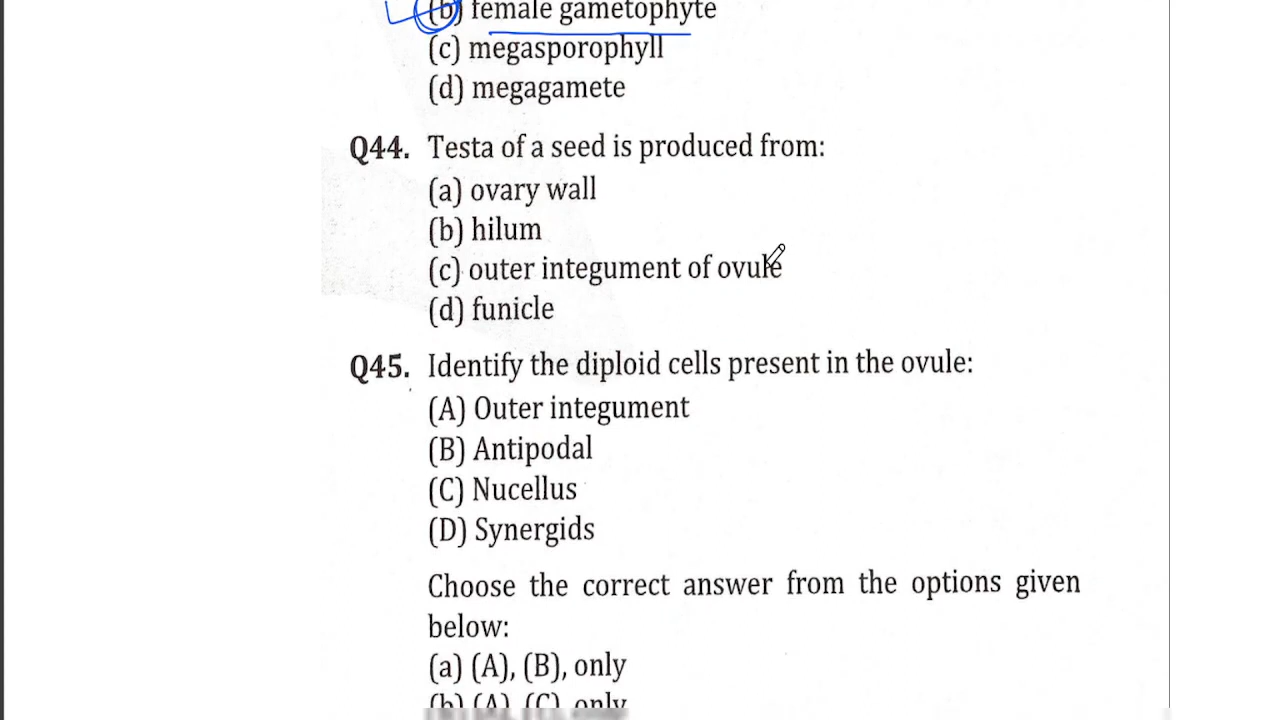 (b) female gametophyte
(c) megasporophyll
(d) megagamete
Q44. Testa of a seed is produced from:
(a) ovary wall
(b) hilum
(c) outer integument of ovule
(d) funicle
Q45. Identify the diploid cells present in the ovule:
(A) Outer integument
(B) Antipodal
(C) Nucellus
(D) Synergids
Choose the correct answer from the options given
below:
(a) (A), (B), only
(b) (A), (C), only